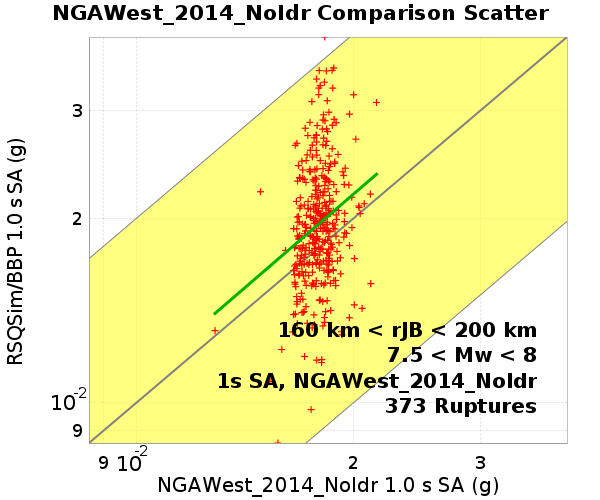 NGAWest_2014_NoIdr Comparison Scatter
RSQSim/BBP 1.0 s SA (g)
3
2
10-2
9
160 km < rJB < 200 km
7.5 < Mw < 8
1s SA, NGAWest_2014_NoIdr
373 Ruptures
9 10-2 2 3
NGAWest_2014_NoIdr 1.0 s SA (g)